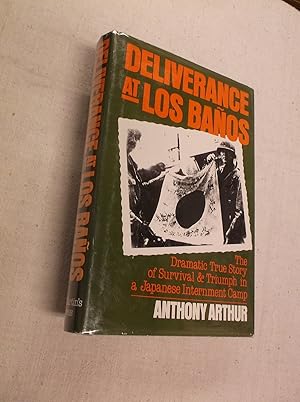 DELIVERANCE
AT LOS BAÑOS
The
Dramatic True Story
of Survival & Triumph in
a Japanese Internment Camp
ANTHONY ARTHUR
DELIVERANCE AT LOS BAÑOS